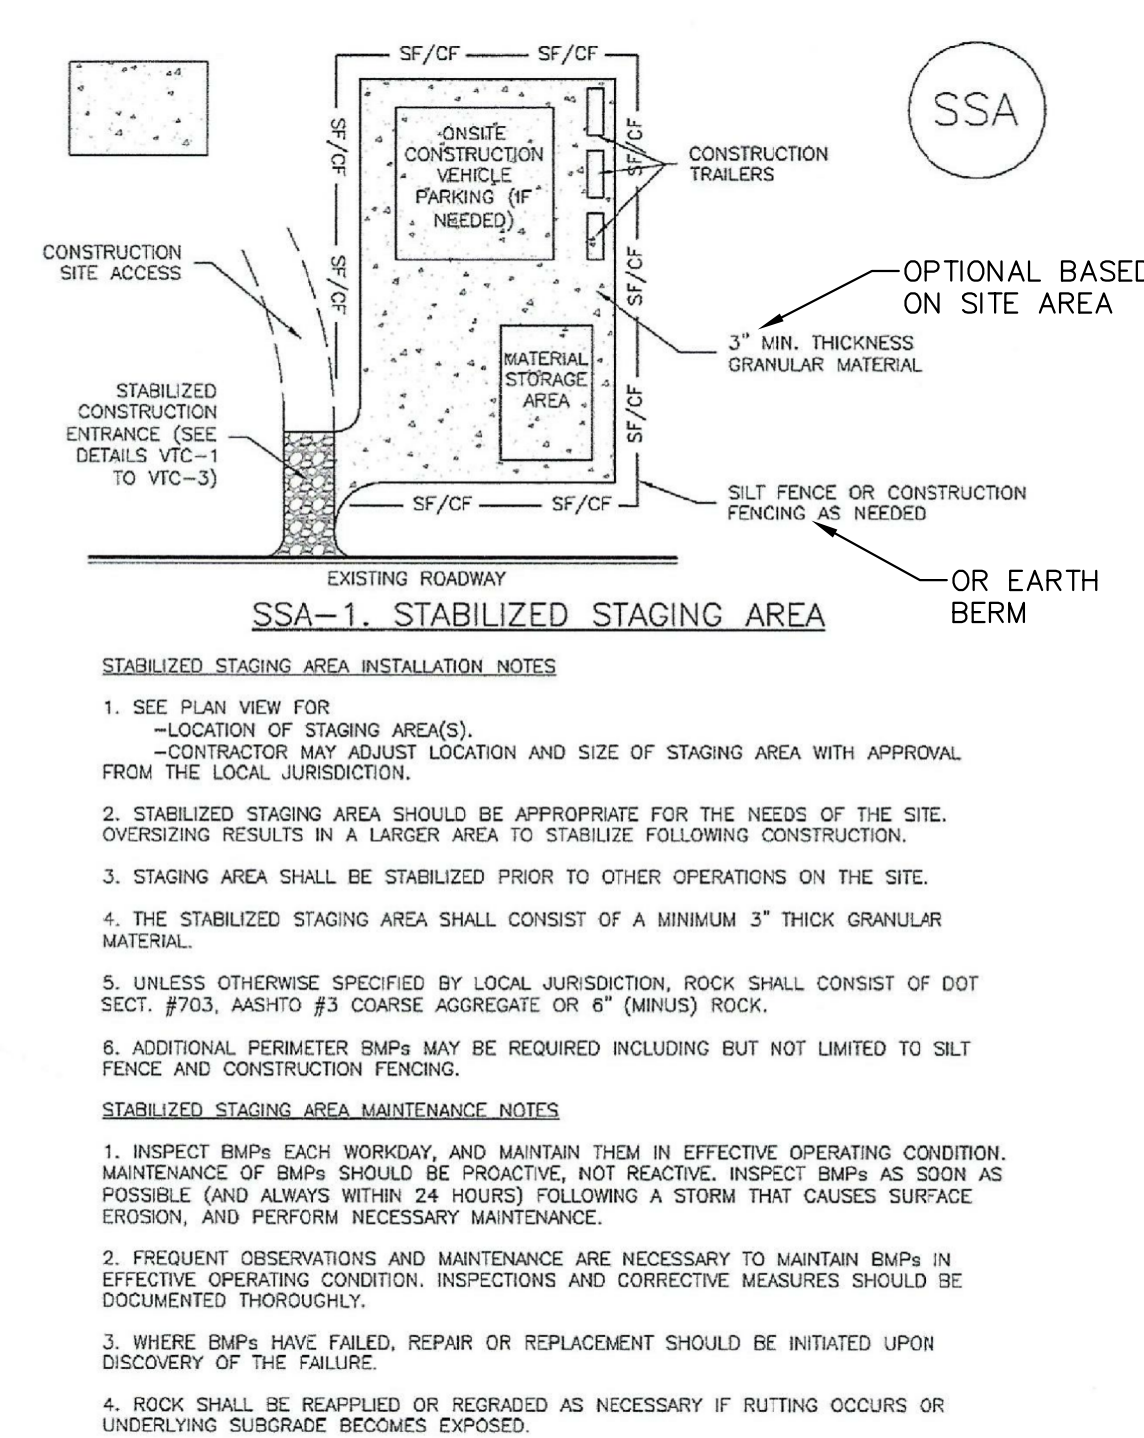 SF/CF SF/CF
SSA
SF/CF
SF/CF
ONSITE
CONSTRUCTION
VEHICLE
PARKING (IF
NEEDED)
CONSTRUCTION
TRAILERS
CONSTRUCTION
SITE ACCESS
SF/CF
SF/CF
OPTIONAL BASED
ON SITE AREA
3" MIN. THICKNESS
GRANULAR MATERIAL
MATERIAL
STORAGE
AREA
SF/CF
STABILIZED
CONSTRUCTION
ENTRANCE (SEE
DETAILS VTC-1
TO VTC-3)
SF/CF SF/CF
SILT FENCE OR CONSTRUCTION
FENCING AS NEEDED
OR EARTH
BERM
EXISTING ROADWAY
SSA-1. STABILIZED STAGING AREA
STABILIZED STAGING AREA INSTALLATION NOTES
1. SEE PLAN VIEW FOR
-LOCATION OF STAGING AREA(S).
-CONTRACTOR MAY ADJUST LOCATION AND SIZE OF STAGING AREA WITH APPROVAL
FROM THE LOCAL JURISDICTION.
2. STABILIZED STAGING AREA SHOULD BE APPROPRIATE FOR THE NEEDS OF THE SITE.
OVERSIZING RESULTS IN A LARGER AREA TO STABILIZE FOLLOWING CONSTRUCTION.
3. STAGING AREA SHALL BE STABILIZED PRIOR TO OTHER OPERATIONS ON THE SITE.
4. THE STABILIZED STAGING AREA SHALL CONSIST OF A MINIMUM 3" THICK GRANULAR
MATERIAL.
5. UNLESS OTHERWISE SPECIFIED BY LOCAL JURISDICTION, ROCK SHALL CONSIST OF DOT
SECT. #703, AASHTO #3 COARSE AGGREGATE OR 6" (MINUS) ROCK.
6. ADDITIONAL PERIMETER BMPs MAY BE REQUIRED INCLUDING BUT NOT LIMITED TO SILT
FENCE AND CONSTRUCTION FENCING.
STABILIZED STAGING AREA MAINTENANCE NOTES
1. INSPECT BMPs EACH WORKDAY, AND MAINTAIN THEM IN EFFECTIVE OPERATING CONDITION.
MAINTENANCE OF BMPs SHOULD BE PROACTIVE, NOT REACTIVE. INSPECT BMPs AS SOON AS
POSSIBLE (AND ALWAYS WITHIN 24 HOURS) FOLLOWING A STORM THAT CAUSES SURFACE
EROSION, AND PERFORM NECESSARY MAINTENANCE.
2. FREQUENT OBSERVATIONS AND MAINTENANCE ARE NECESSARY TO MAINTAIN BMPs IN
EFFECTIVE OPERATING CONDITION. INSPECTIONS AND CORRECTIVE MEASURES SHOULD BE
DOCUMENTED THOROUGHLY.
3. WHERE BMPs HAVE FAILED, REPAIR OR REPLACEMENT SHOULD BE INITIATED UPON
DISCOVERY OF THE FAILURE.
4. ROCK SHALL BE REAPPLIED OR REGRADED AS NECESSARY IF RUTTING OCCURS OR
UNDERLYING SUBGRADE BECOMES EXPOSED.